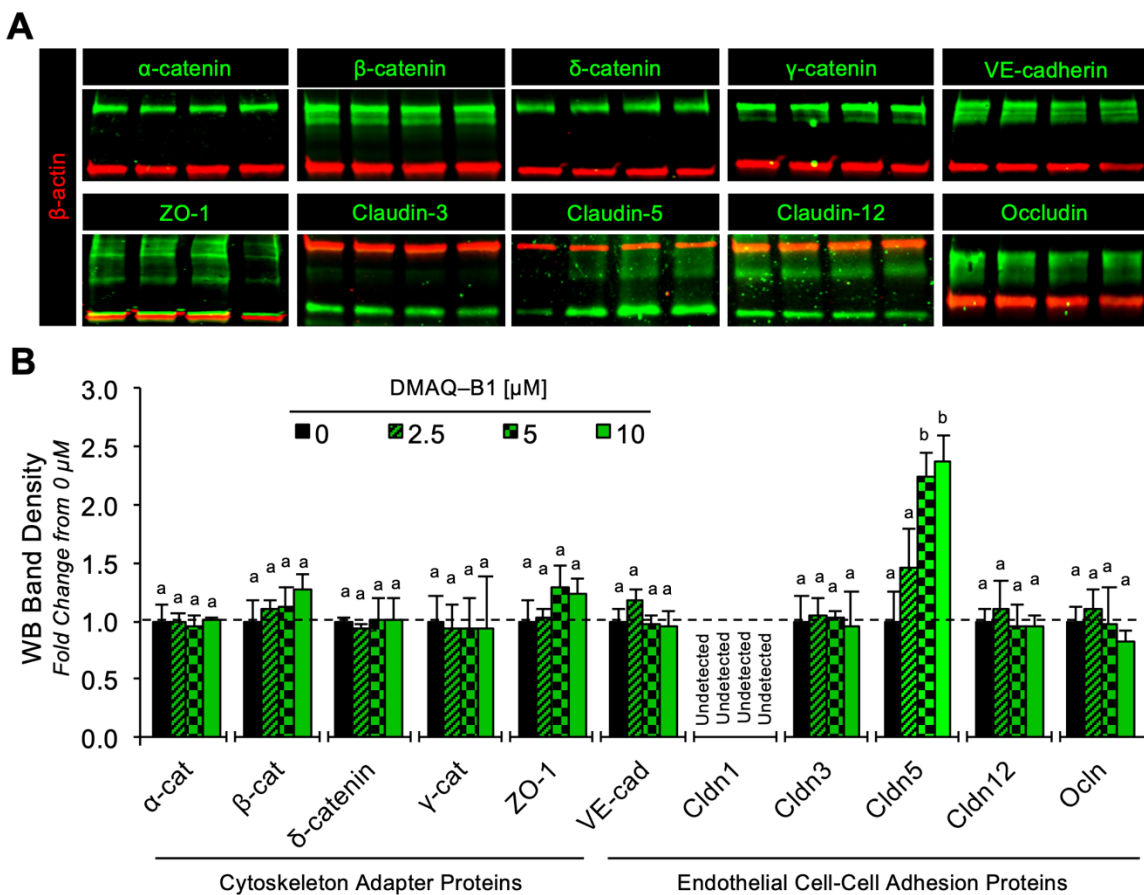 A
α-catenin
β-catenin
δ-catenin
γ-catenin
VE-cadherin
β-actin
ZO-1
Claudin-3
Claudin-5
Claudin-12
Occludin
B
DMAQ–B1 [µM]
0 2.5 5 10
WB Band Density
Fold Change from 0 µM
3.0
2.5
2.0
1.5
1.0
0.5
0.0
a a a a
a a a a
a a a a
a a a a
a a a a
a a a a
Undetected
Undetected
Undetected
Undetected
a a a a
a a b b
a a a a
a a a a
α-cat
β-cat
δ-catenin
γ-cat
ZO-1
VE-cad
Cldn1
Cldn3
Cldn5
Cldn12
Ocln
Cytoskeleton Adapter Proteins
Endothelial Cell-Cell Adhesion Proteins